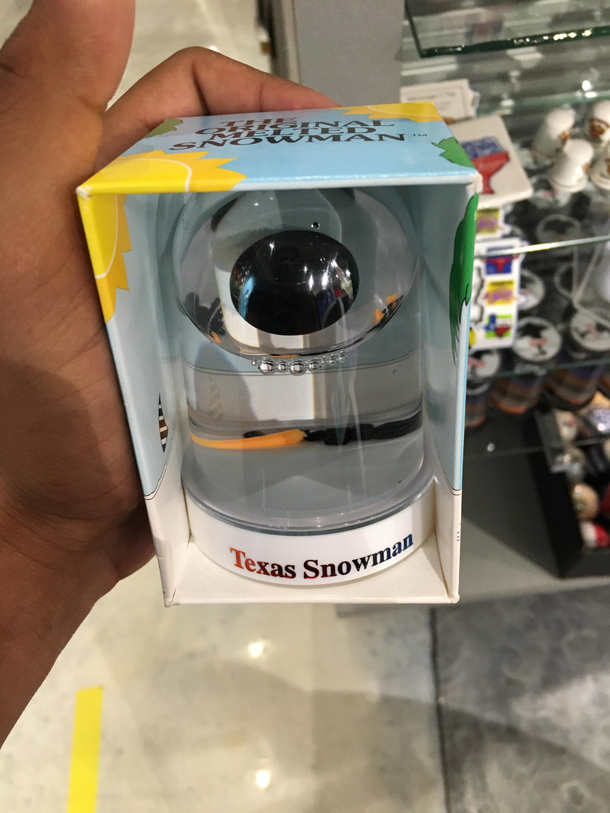 THE
ORIGINAL
MELTED
SNOWMAN™
Texas Snowman